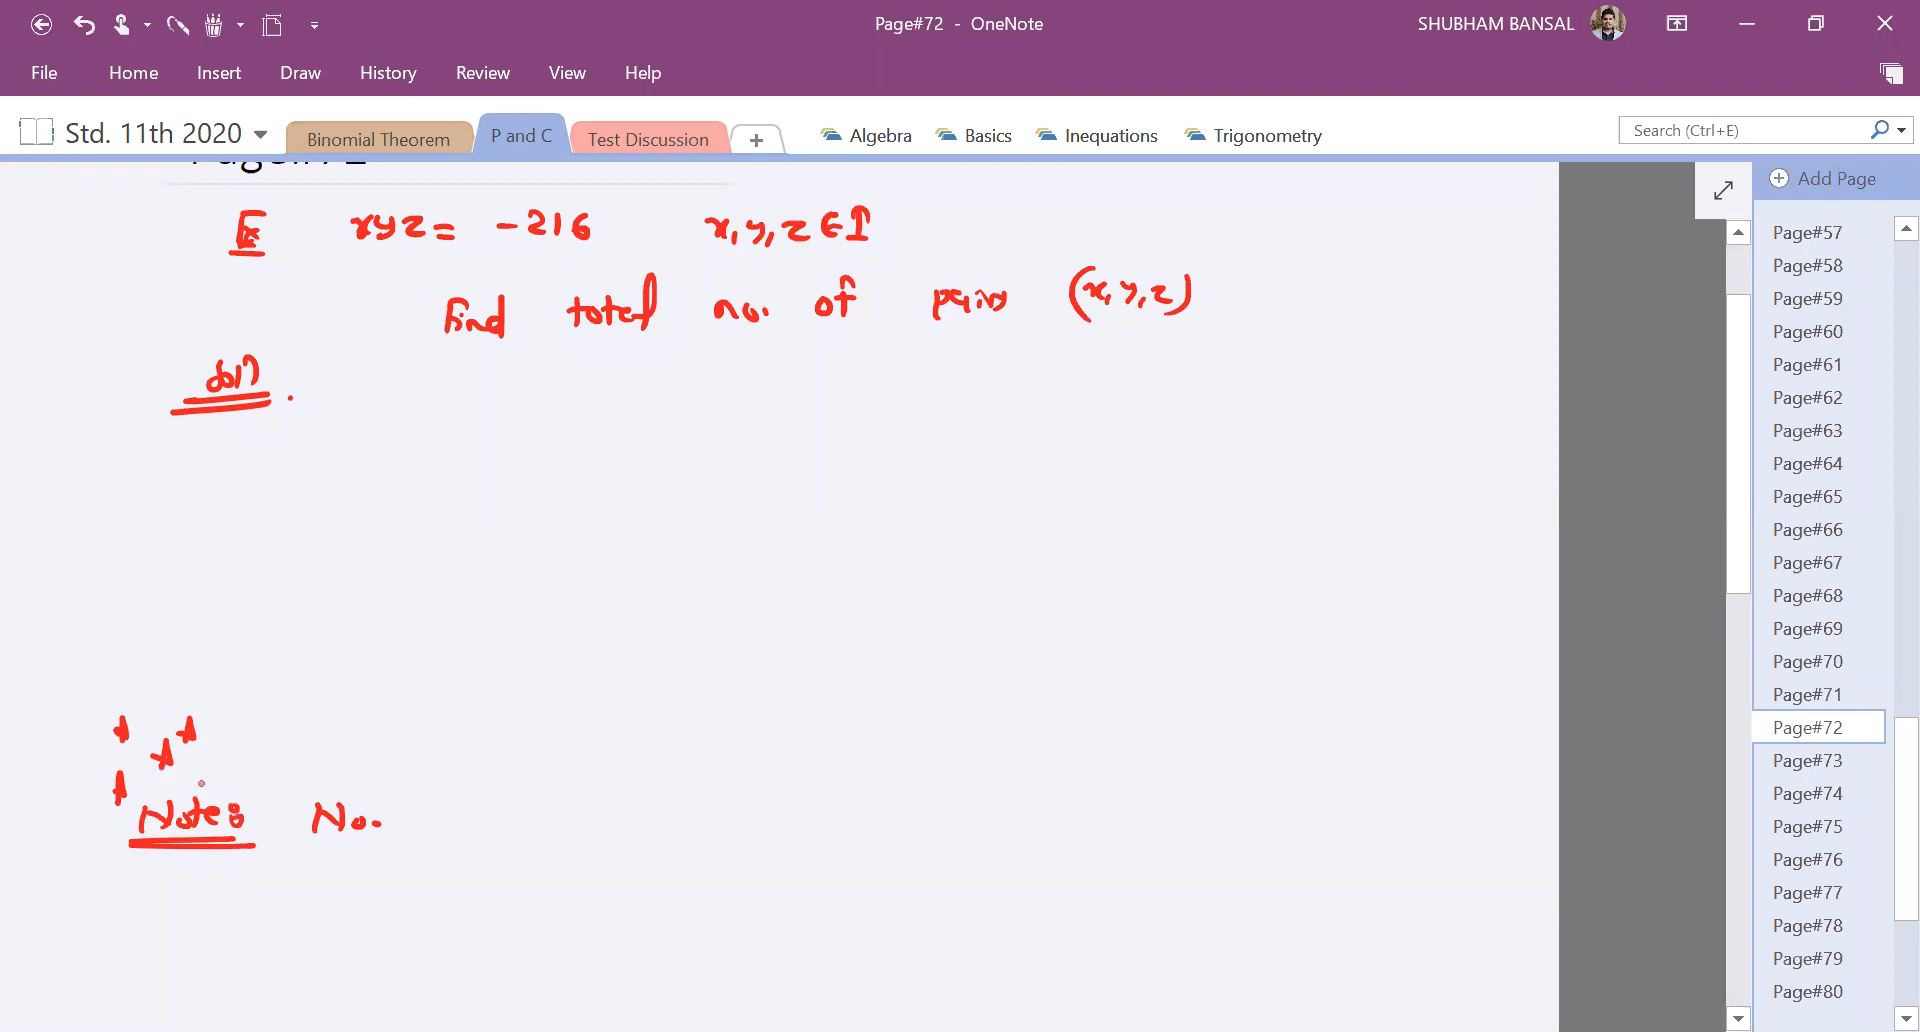 Page#72 - OneNote
SHUBHAM BANSAL
File Home Insert Draw History Review View Help
Std. 11th 2020
Binomial Theorem
P and C
Test Discussion
Algebra
Basics
Inequations
Trigonometry
Search (Ctrl+E)
Add Page
Ex xyz = -216 x,y,z ∈ I
Find total no. of pairs (x,y,z)
Soln
Note: No.
Page#57
Page#58
Page#59
Page#60
Page#61
Page#62
Page#63
Page#64
Page#65
Page#66
Page#67
Page#68
Page#69
Page#70
Page#71
Page#72
Page#73
Page#74
Page#75
Page#76
Page#77
Page#78
Page#79
Page#80